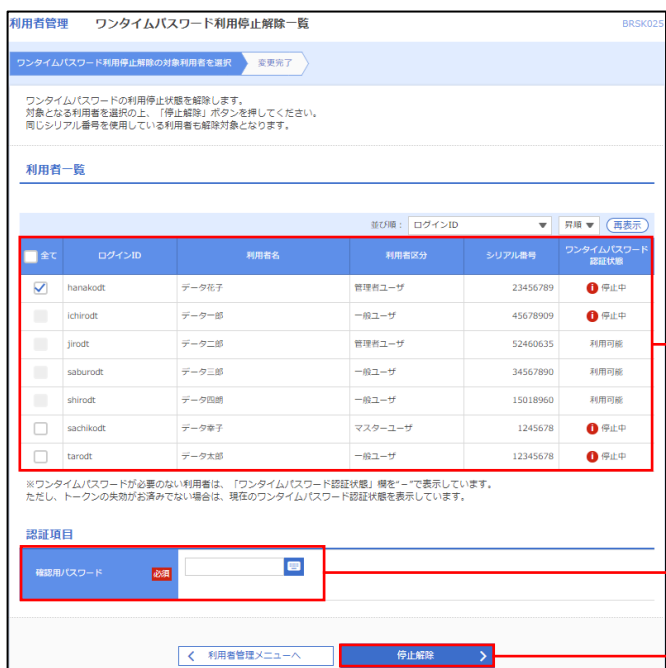 利用者管理 ワンタイムパスワード利用停止解除一覧 BRSK025
ワンタイムパスワード利用停止解除の対象利用者を選択 変更完了
ワンタイムパスワードの利用停止状態を解除します。
対象となる利用者を選択の上、「停止解除」ボタンを押してください。
同じシリアル番号を使用している利用者も解除対象となります。
利用者一覧
並び順： ログインID ▼ 昇順 ▼ 再表示
全て ログインID 利用者名 利用者区分 シリアル番号 ワンタイムパスワード
認証状態
hanakodt データ花子 管理者ユーザ 23456789 停止中
ichirodt データ一郎 一般ユーザ 45678909 停止中
jirodt データ二郎 管理者ユーザ 52460635 利用可能
saburodt データ三郎 一般ユーザ 34567890 利用可能
shirodt データ四朗 一般ユーザ 15018960 利用可能
sachikodt データ幸子 マスターユーザ 1245678 停止中
tarodt データ太郎 一般ユーザ 12345678 停止中
※ワンタイムパスワードが必要のない利用者は、「ワンタイムパスワード認証状態」欄を"－"で表示しています。
ただし、トークンの失効がお済みでない場合は、現在のワンタイムパスワード認証状態を表示しています。
認証項目
確認用パスワード 必須
利用者管理メニューへ 停止解除